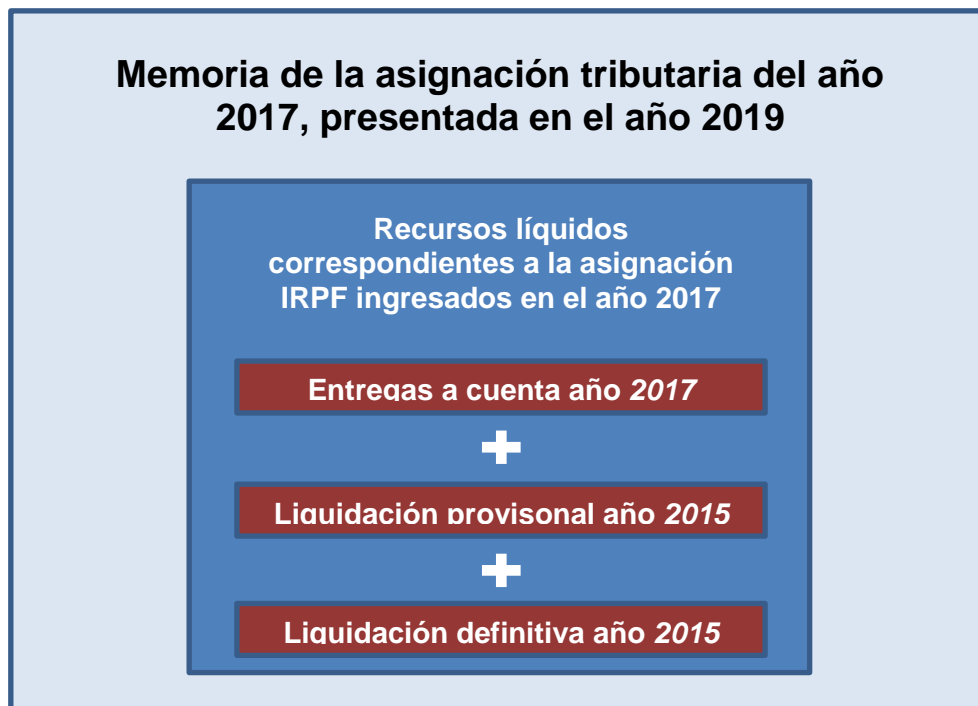 Memoria de la asignación tributaria del año
2017, presentada en el año 2019
Recursos líquidos
correspondientes a la asignación
IRPF ingresados en el año 2017
Entregas a cuenta año 2017
+
Liquidación provisonal año 2015
+
Liquidación definitiva año 2015